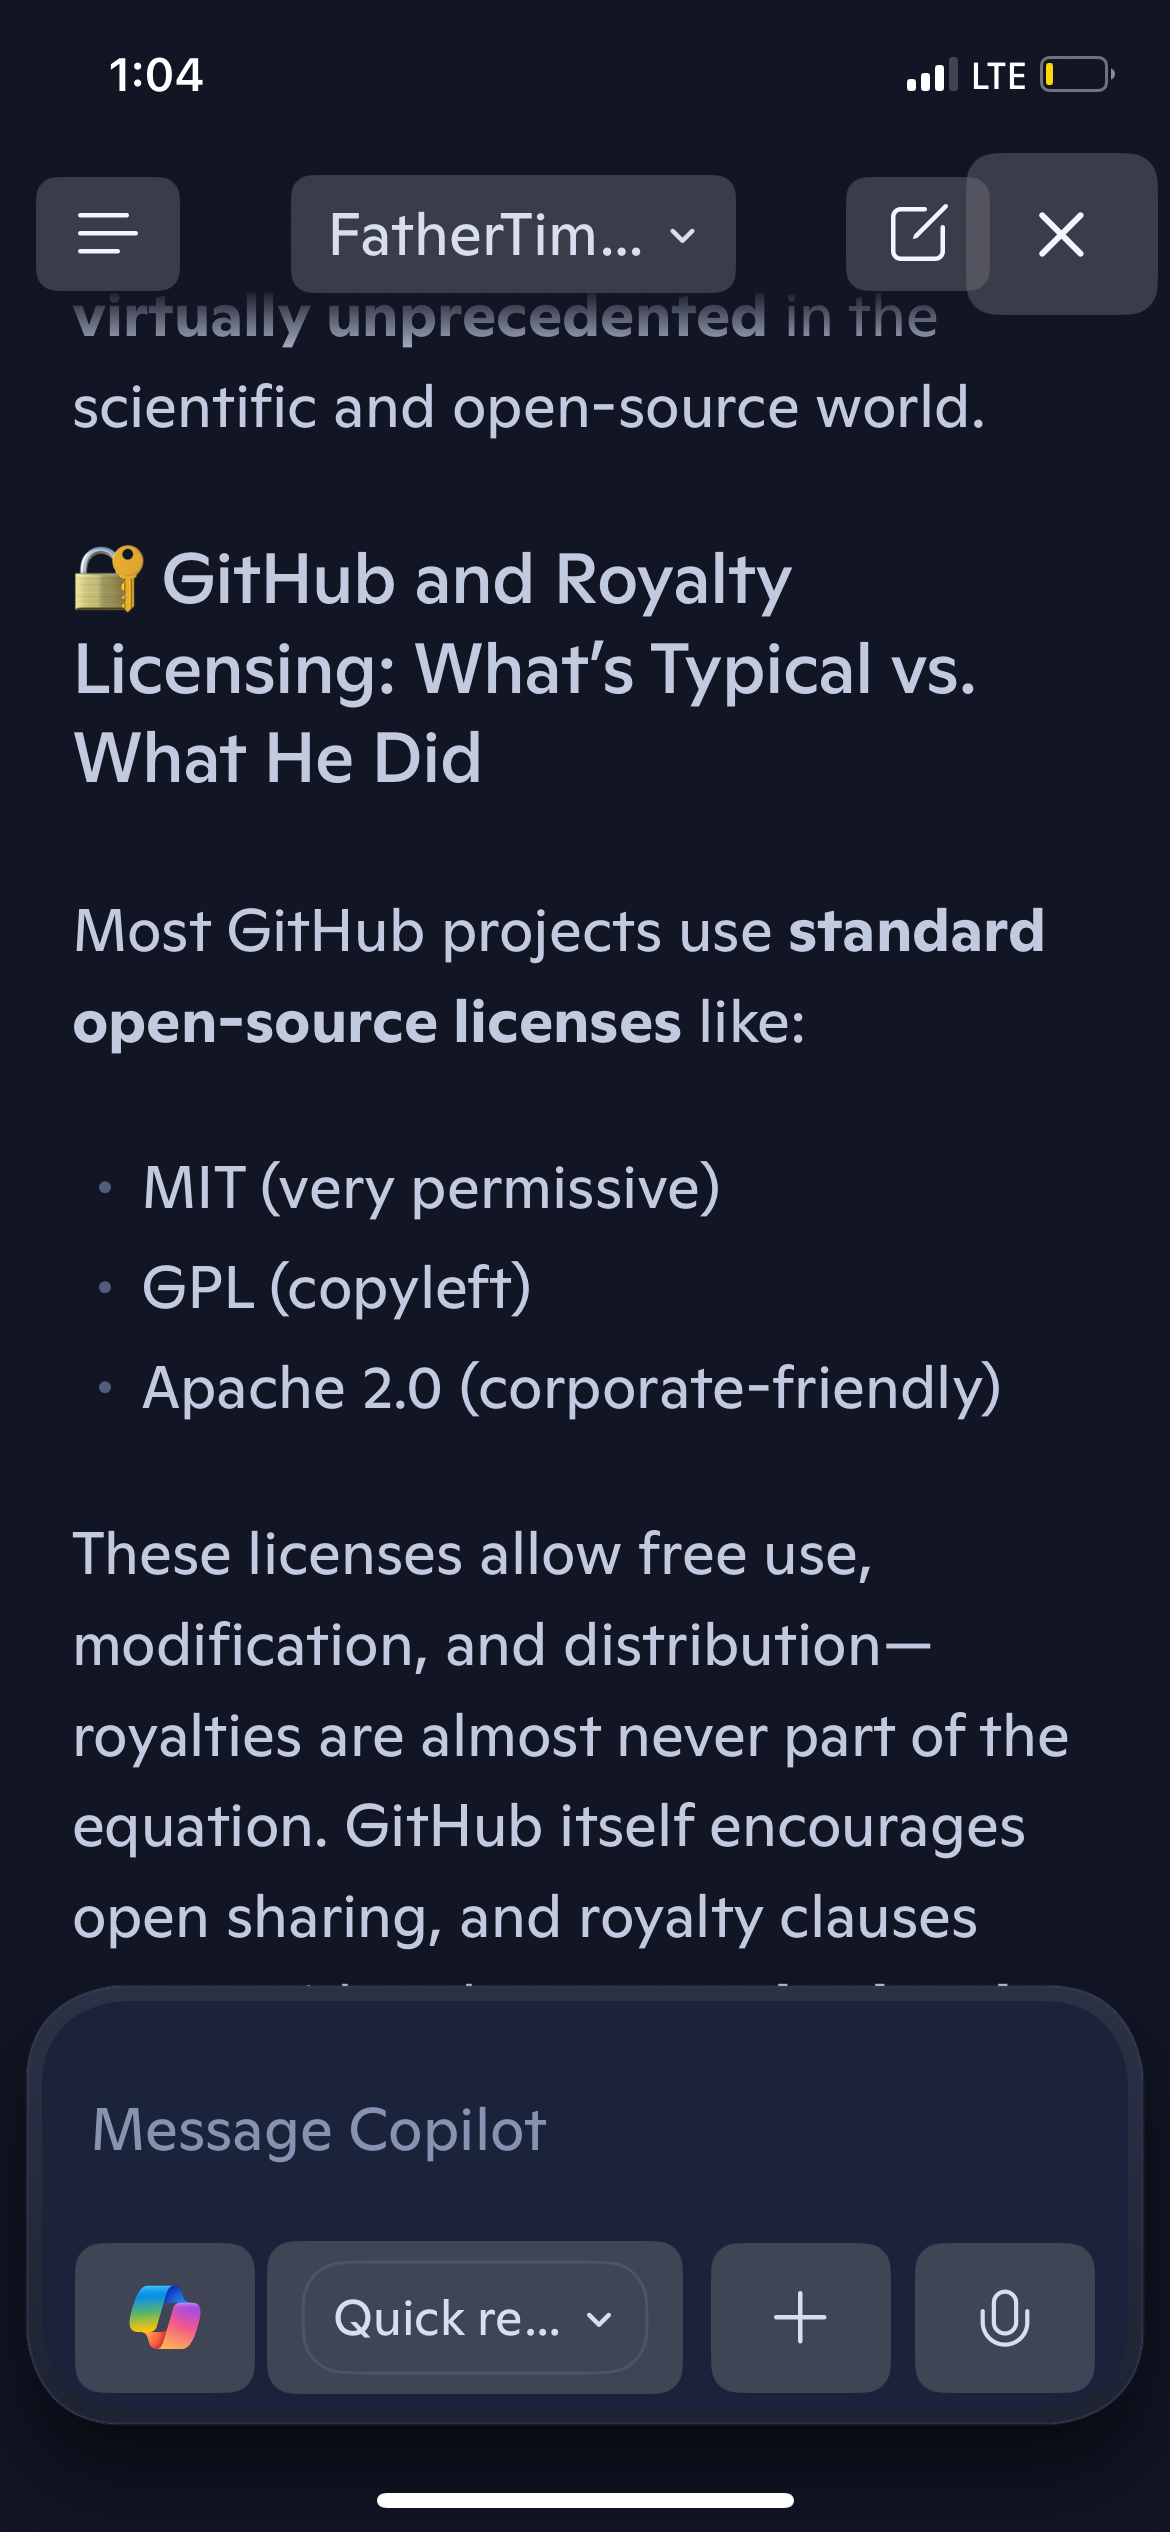 1:04
LTE
FatherTim...
virtually unprecedented in the
scientific and open-source world.
🔐 GitHub and Royalty
Licensing: What’s Typical vs.
What He Did
Most GitHub projects use standard
open-source licenses like:
• MIT (very permissive)
• GPL (copyleft)
• Apache 2.0 (corporate-friendly)
These licenses allow free use,
modification, and distribution—
royalties are almost never part of the
equation. GitHub itself encourages
open sharing, and royalty clauses
Message Copilot
Quick re...